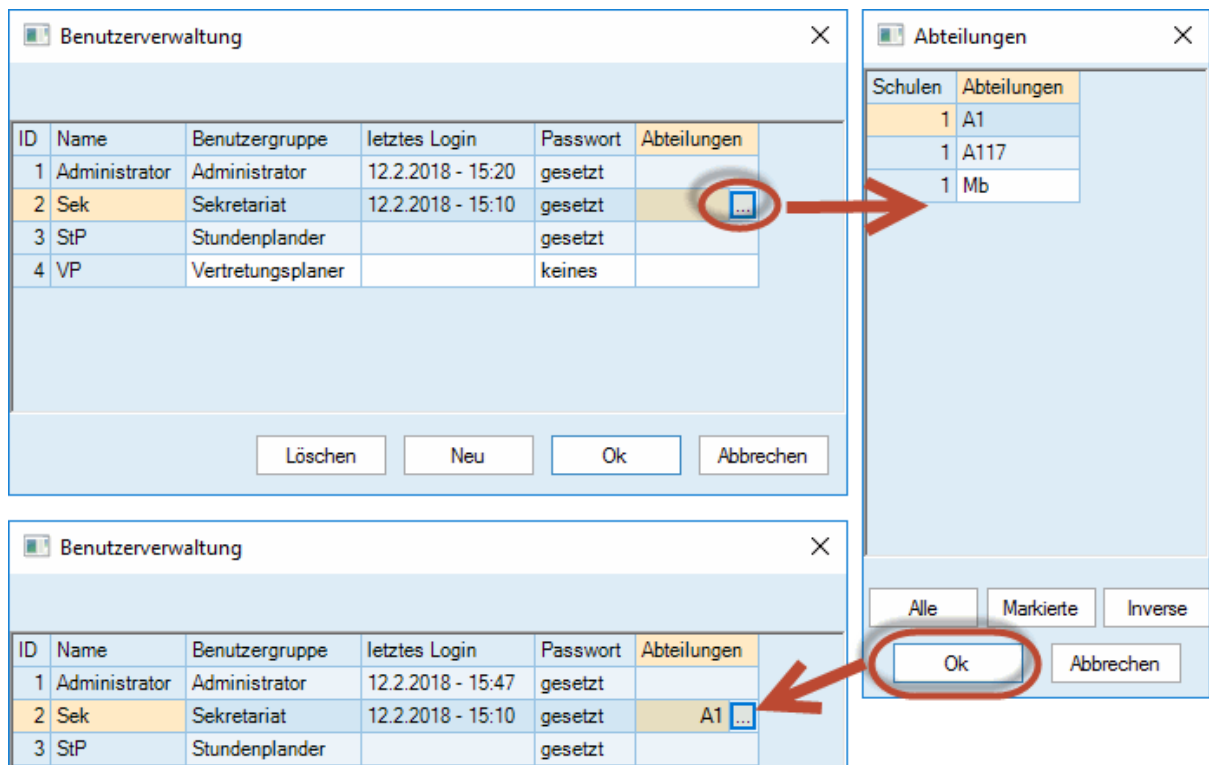 Benutzerverwaltung
ID Name Benutzergruppe letztes Login Passwort Abteilungen
1 Administrator Administrator 12.2.2018 - 15:20 gesetzt
2 Sek Sekretariat 12.2.2018 - 15:10 gesetzt ...
3 StP Stundenplander gesetzt
4 VP Vertretungsplaner keines
Löschen Neu Ok Abbrechen
Abteilungen
Schulen Abteilungen
1 A1
1 A117
1 Mb
Alle Markierte Inverse
Ok Abbrechen
Benutzerverwaltung
ID Name Benutzergruppe letztes Login Passwort Abteilungen
1 Administrator Administrator 12.2.2018 - 15:47 gesetzt
2 Sek Sekretariat 12.2.2018 - 15:10 gesetzt A1 ...
3 StP Stundenplander gesetzt